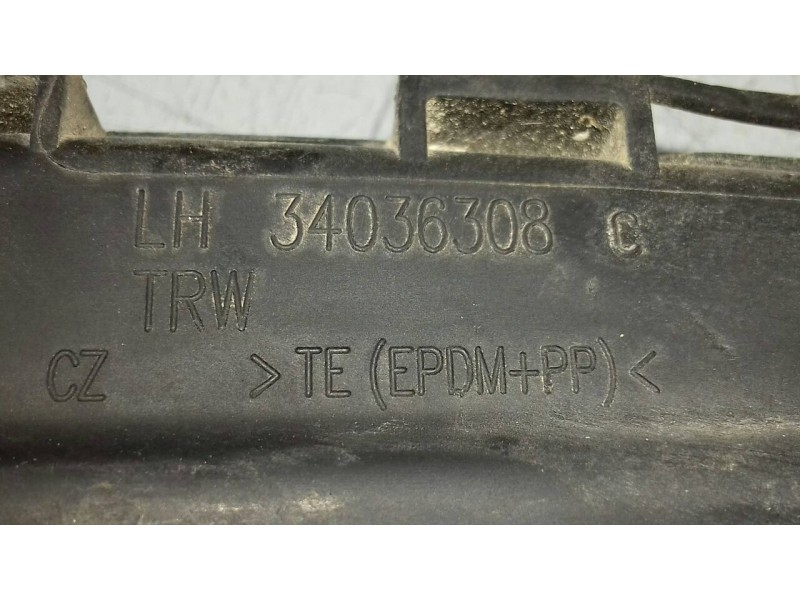 LH 34036308 C
TRW
CZ >TE(EPDM+PP)<